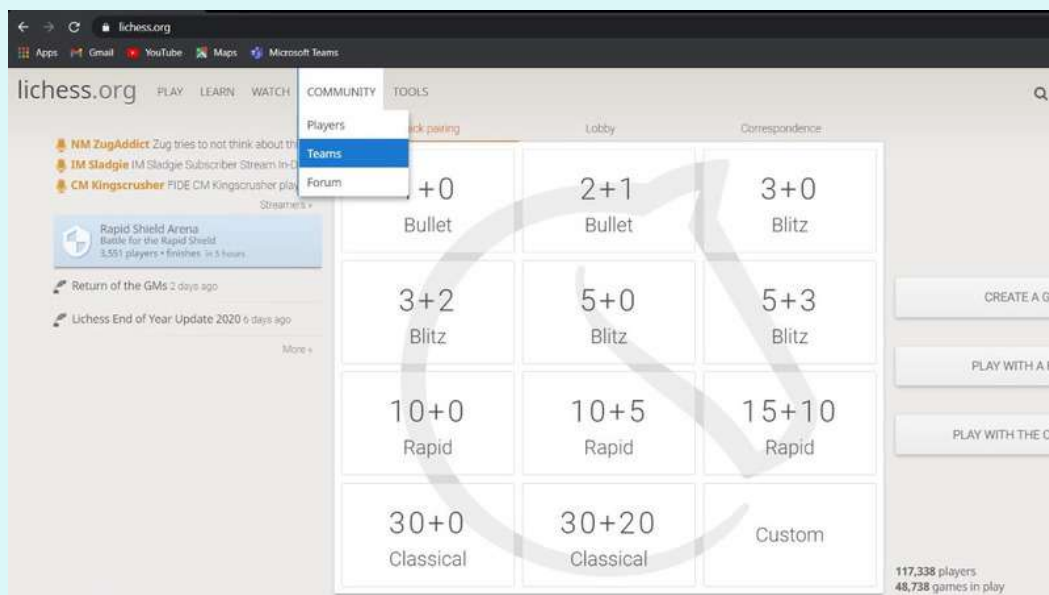 lichess.org
Apps Gmail YouTube Maps Microsoft Teams
lichess.org PLAY LEARN WATCH COMMUNITY TOOLS
Players
Teams
Forum
pairing Lobby Correspondence
NM ZugAddict Zug tries to not think about
IM Sladgie IM Sladgie Subscriber Stream
CM Kingscrusher FIDE CM Kingscrusher
Streamers »
Rapid Shield Arena
Battle for the Rapid Shield
3,551 players • finishes in 5 hours
Return of the GMs 2 days ago
Lichess End of Year Update 2020 6 days ago
More »
+0
Bullet
2+1
Bullet
3+0
Blitz
3+2
Blitz
5+0
Blitz
5+3
Blitz
10+0
Rapid
10+5
Rapid
15+10
Rapid
30+0
Classical
30+20
Classical
Custom
CREATE A G
PLAY WITH A
PLAY WITH THE
117,338 players
48,738 games in play